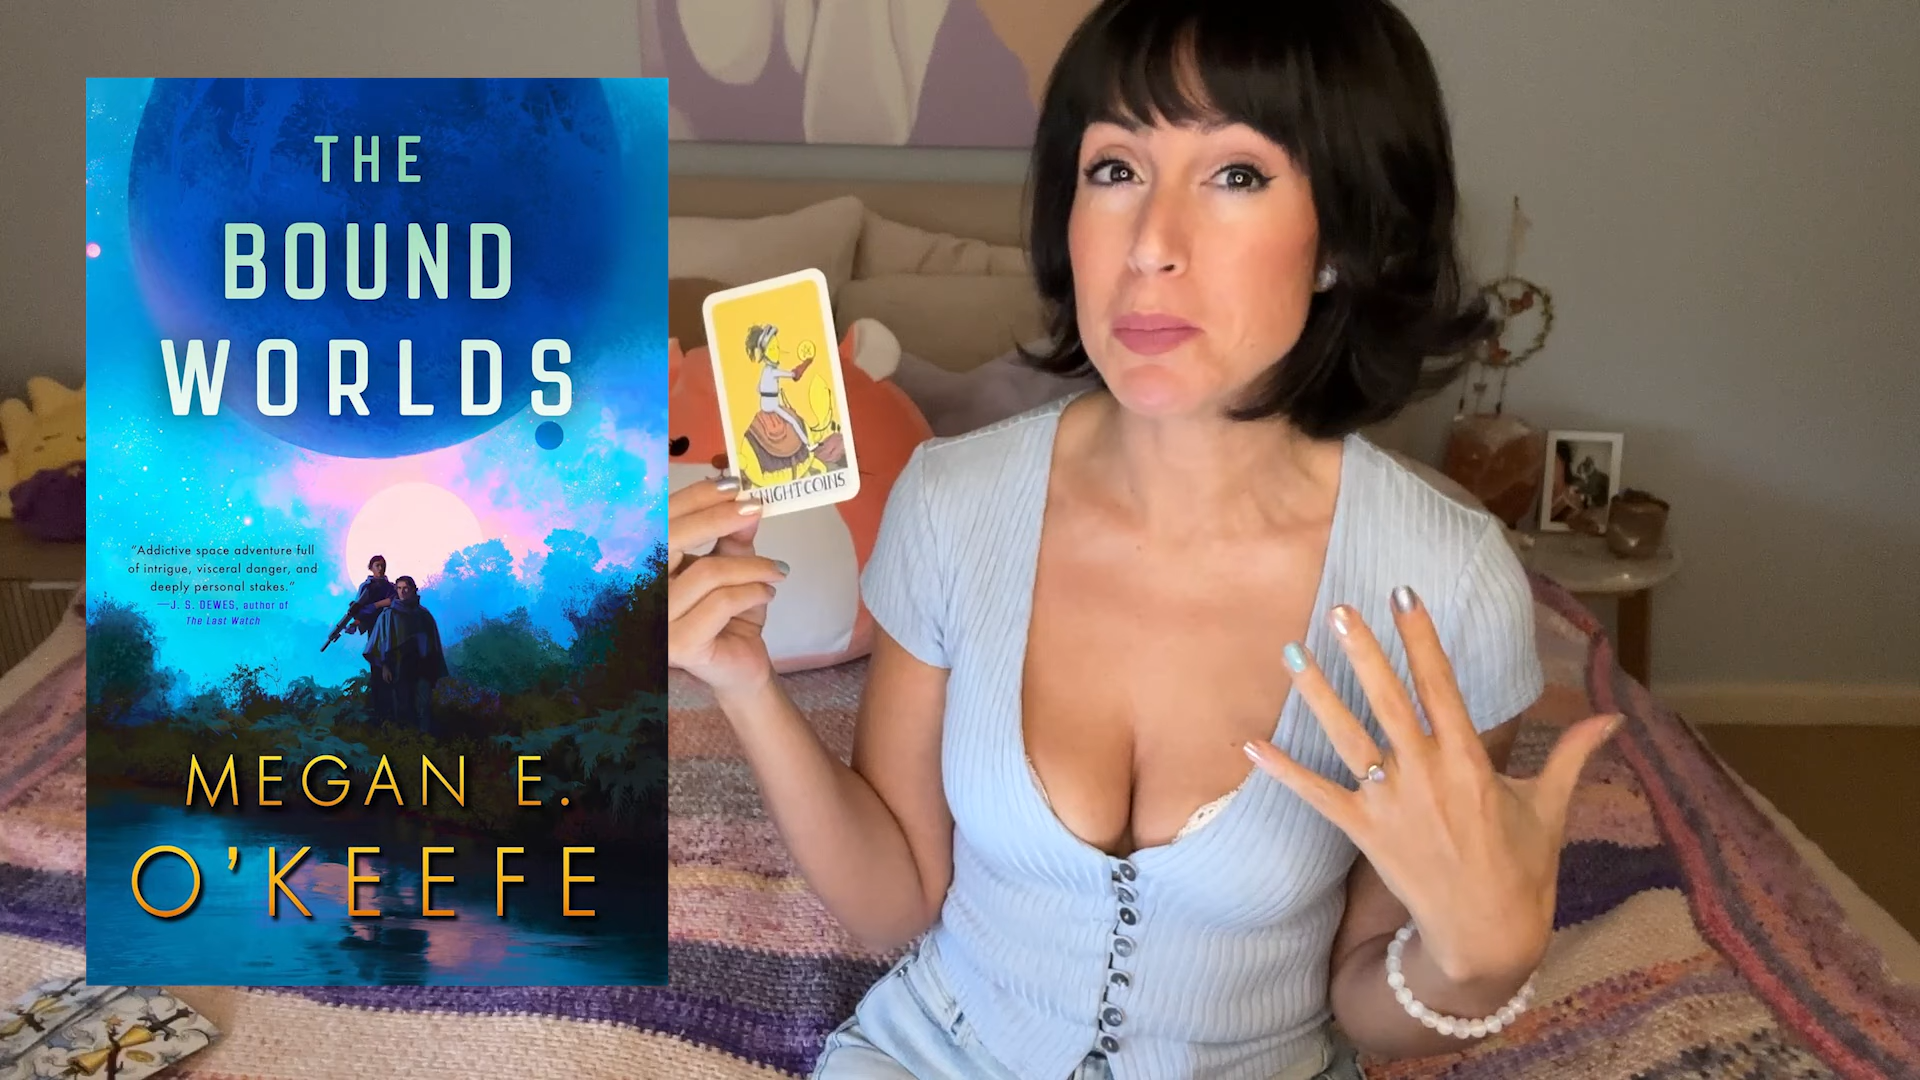 THE
BOUND
WORLDS
"Addictive space adventure full
of intrigue, visceral danger, and
deeply personal stakes."
—J. S. DEWES, author of
The Last Watch
MEGAN E.
O'KEEFE
KNIGHT COINS